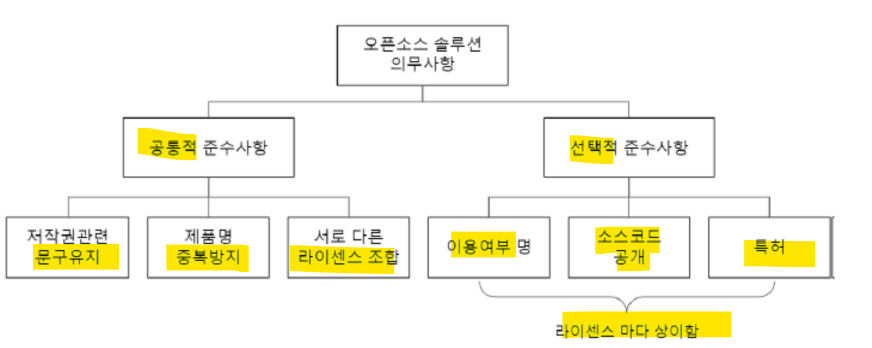 오픈소스 솔루션
의무사항
공통적 준수사항
선택적 준수사항
저작권관련
문구유지
제품명
중복방지
서로 다른
라이센스 조합
이용여부 명
소스코드
공개
특허
라이센스 마다 상이함